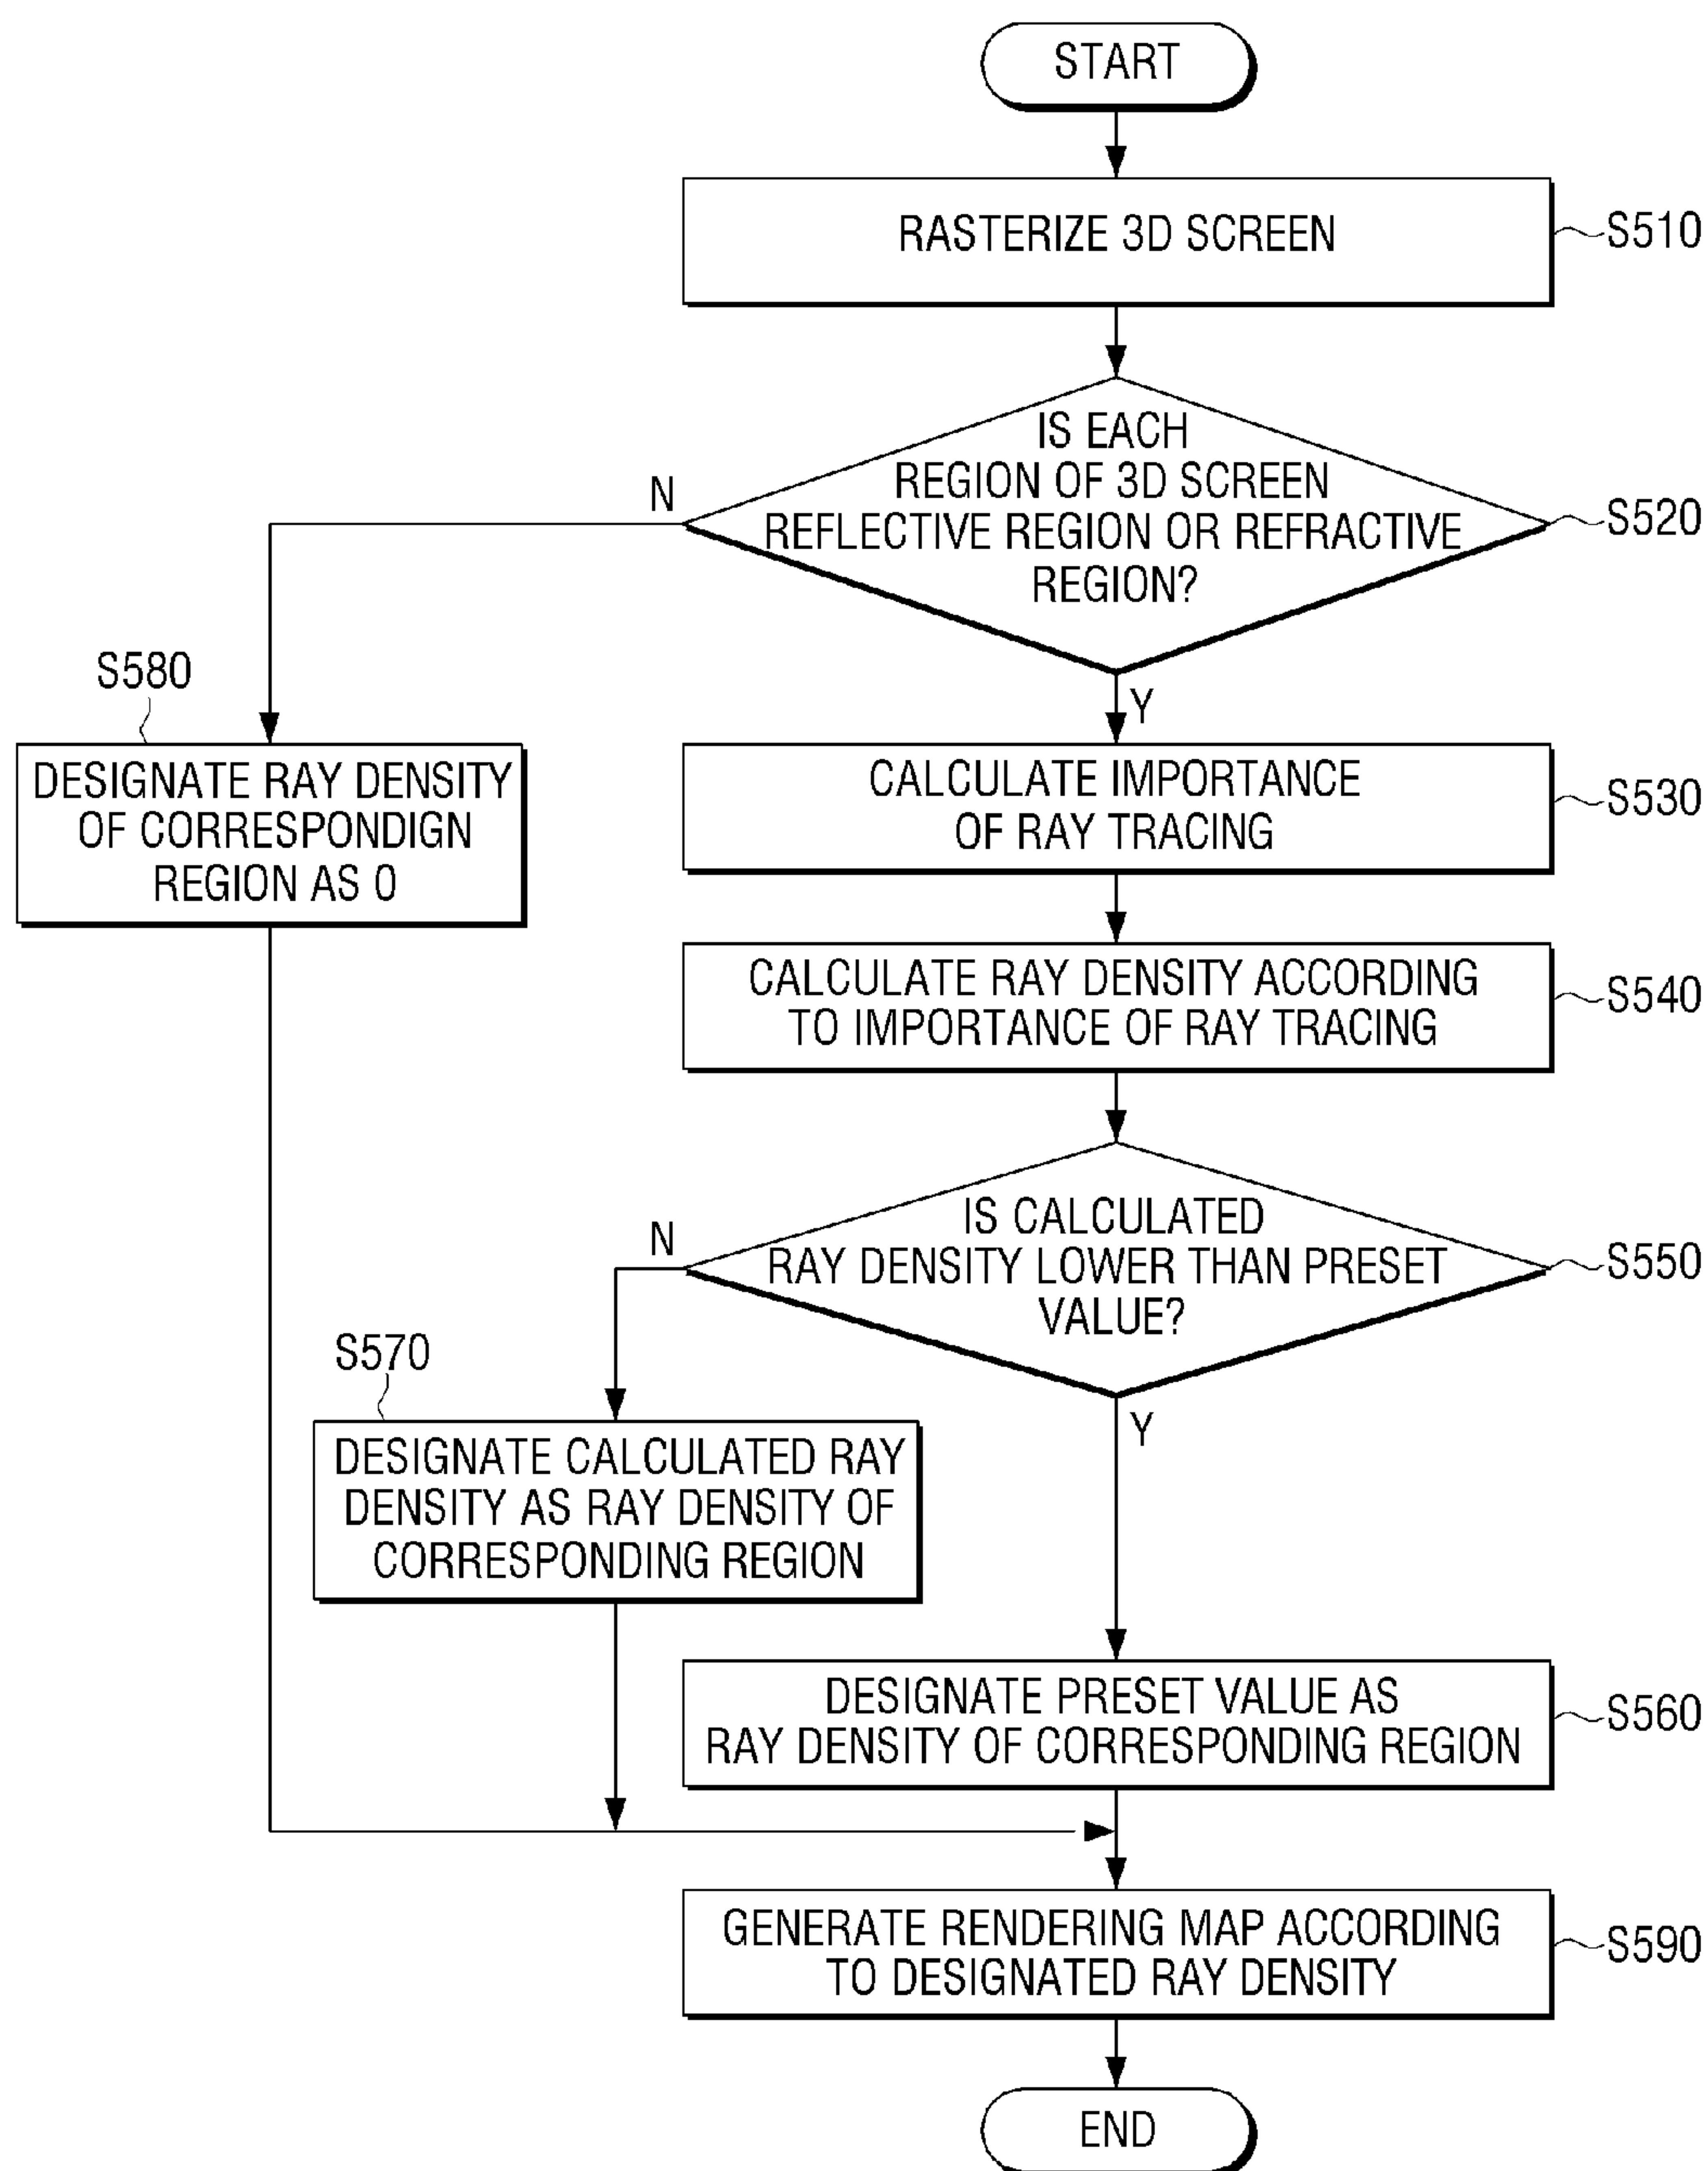 START
RASTERIZE 3D SCREEN
S510
IS EACH
REGION OF 3D SCREEN
REFLECTIVE REGION OR REFRACTIVE
REGION?
S520
N
Y
S580
DESIGNATE RAY DENSITY
OF CORRESPONDIGN
REGION AS 0
CALCULATE IMPORTANCE
OF RAY TRACING
S530
CALCULATE RAY DENSITY ACCORDING
TO IMPORTANCE OF RAY TRACING
S540
IS CALCULATED
RAY DENSITY LOWER THAN PRESET
VALUE?
S550
N
Y
S570
DESIGNATE CALCULATED RAY
DENSITY AS RAY DENSITY OF
CORRESPONDING REGION
DESIGNATE PRESET VALUE AS
RAY DENSITY OF CORRESPONDING REGION
S560
GENERATE RENDERING MAP ACCORDING
TO DESIGNATED RAY DENSITY
S590
END